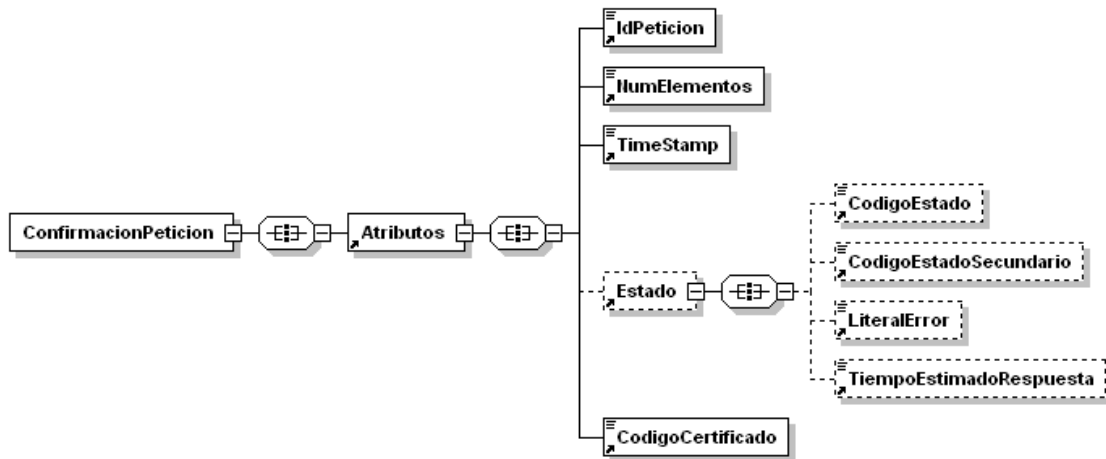 IdPeticion
NumElementos
TimeStamp
CodigoEstado
ConfirmacionPeticion
Atributos
CodigoEstadoSecundario
Estado
LiteralError
TiempoEstimadoRespuesta
CodigoCertificado